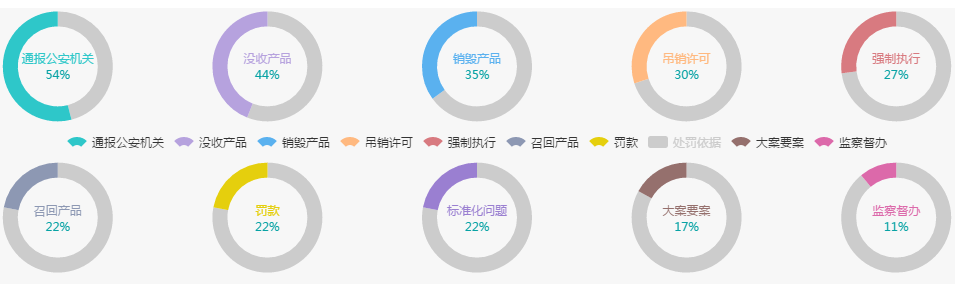 通报公安机关
54%
没收产品
44%
销毁产品
35%
吊销许可
30%
强制执行
27%
通报公安机关 没收产品 销毁产品 吊销许可 强制执行 召回产品 罚款 处罚依据 大案要案 监察督办
召回产品
22%
罚款
22%
标准化问题
22%
大案要案
17%
监察督办
11%